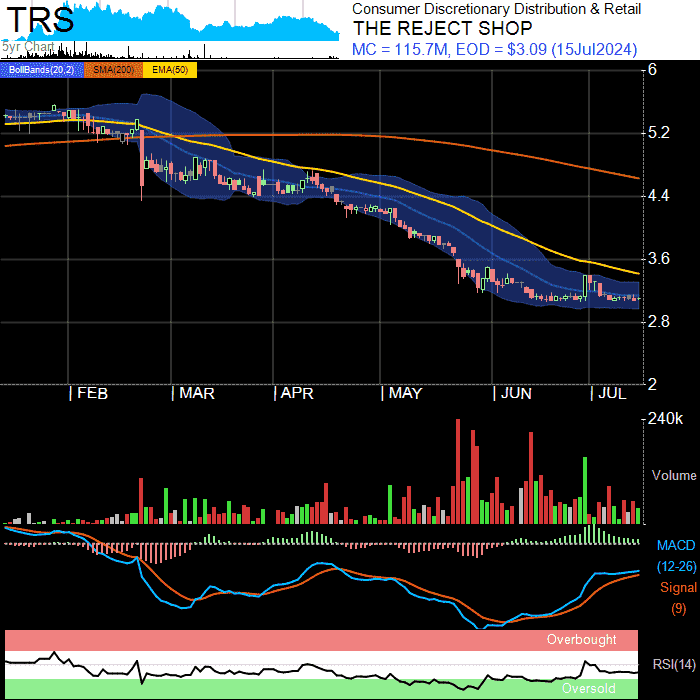 TRS
5yr Chart
Consumer Discretionary Distribution & Retail
THE REJECT SHOP
MC = 115.7M, EOD = $3.09 (15Jul2024)
BollBands(20,2) SMA(200) EMA(50)
6
5.2
4.4
3.6
2.8
2
| FEB | MAR | APR | MAY | JUN | JUL
240k
Volume
MACD
(12-26)
Signal
(9)
Overbought
RSI(14)
Oversold